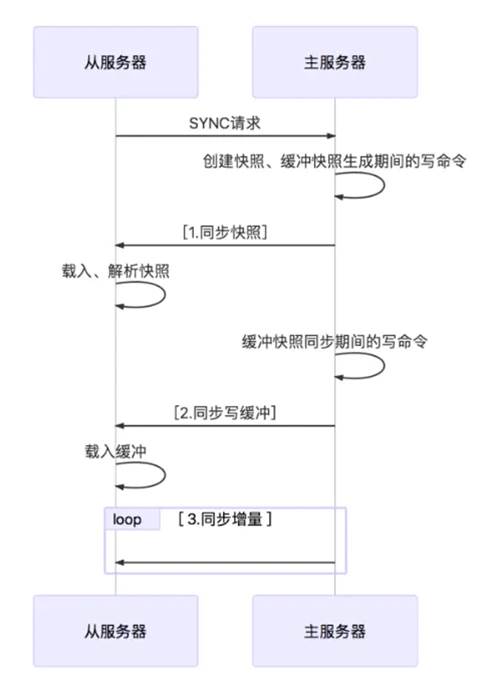 从服务器
主服务器
SYNC请求
创建快照、缓冲快照生成期间的写命令
[1.同步快照]
载入、解析快照
缓冲快照同步期间的写命令
[2.同步写缓冲]
载入缓冲
loop
[ 3.同步增量 ]
从服务器
主服务器